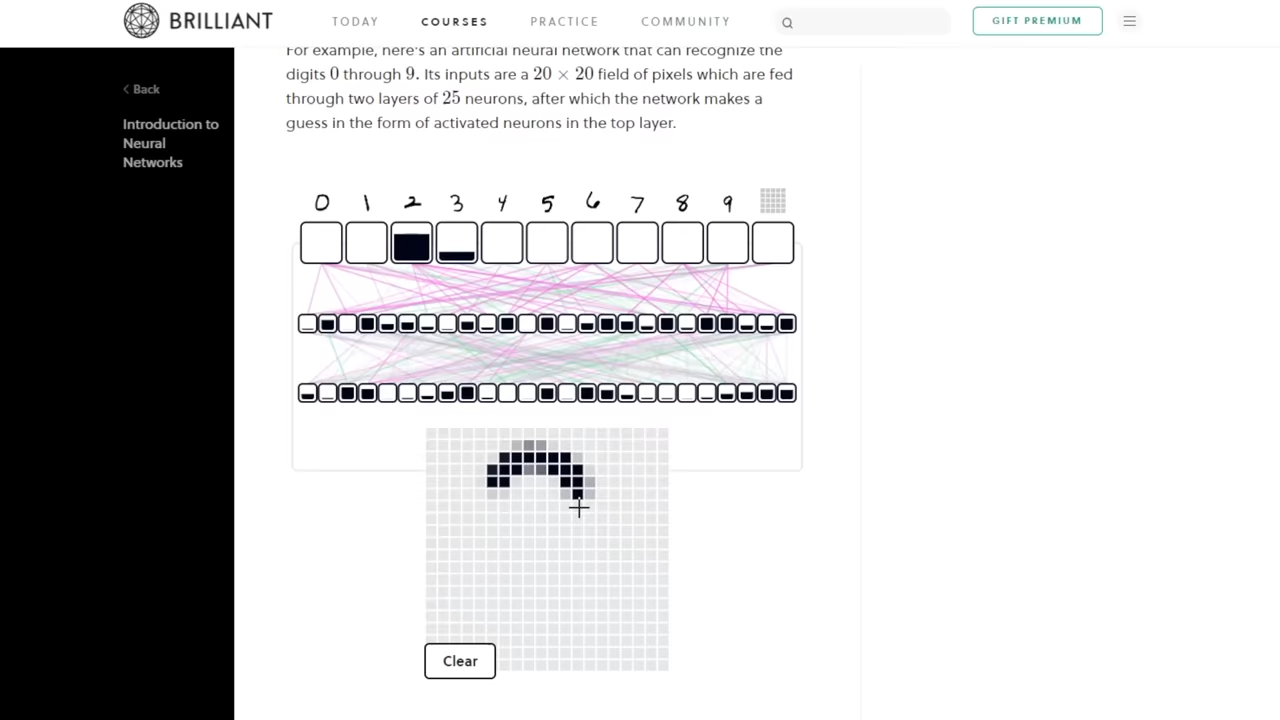 BRILLIANT
TODAY COURSES PRACTICE COMMUNITY GIFT PREMIUM
Back
Introduction to
Neural
Networks
For example, here's an artificial neural network that can recognize the
digits 0 through 9. Its inputs are a 20 × 20 field of pixels which are fed
through two layers of 25 neurons, after which the network makes a
guess in the form of activated neurons in the top layer.
0 1 2 3 4 5 6 7 8 9
Clear